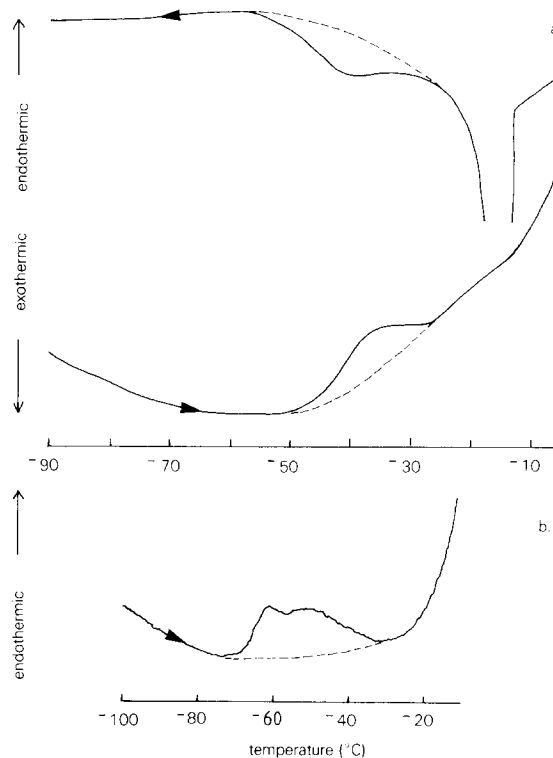 a
endothermic
exothermic
-90 -70 -50 -30 -10
b.
endothermic
-100 -80 -60 -40 -20
temperature (°C)